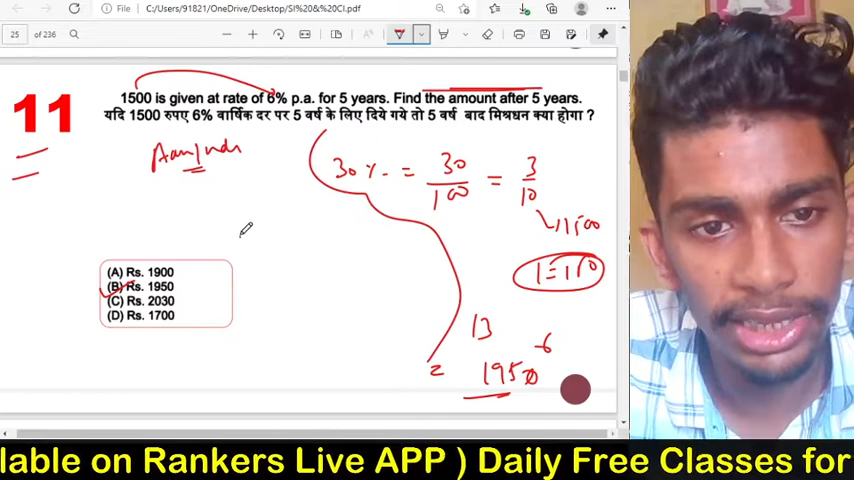 File
C:/Users/91821/OneDrive/Desktop/SI%20&%20CI.pdf
25 of 236
11
1500 is given at rate of 6% p.a. for 5 years. Find the amount after 5 years.
यदि 1500 रुपए 6% वार्षिक दर पर 5 वर्ष के लिए दिये गये तो 5 वर्ष बाद मिश्रधन क्या होगा ?
30 % = 30/100 = 3/10
13
1950
(A) Rs. 1900
(B) Rs. 1950
(C) Rs. 2030
(D) Rs. 1700
lable on Rankers Live APP ) Daily Free Classes for